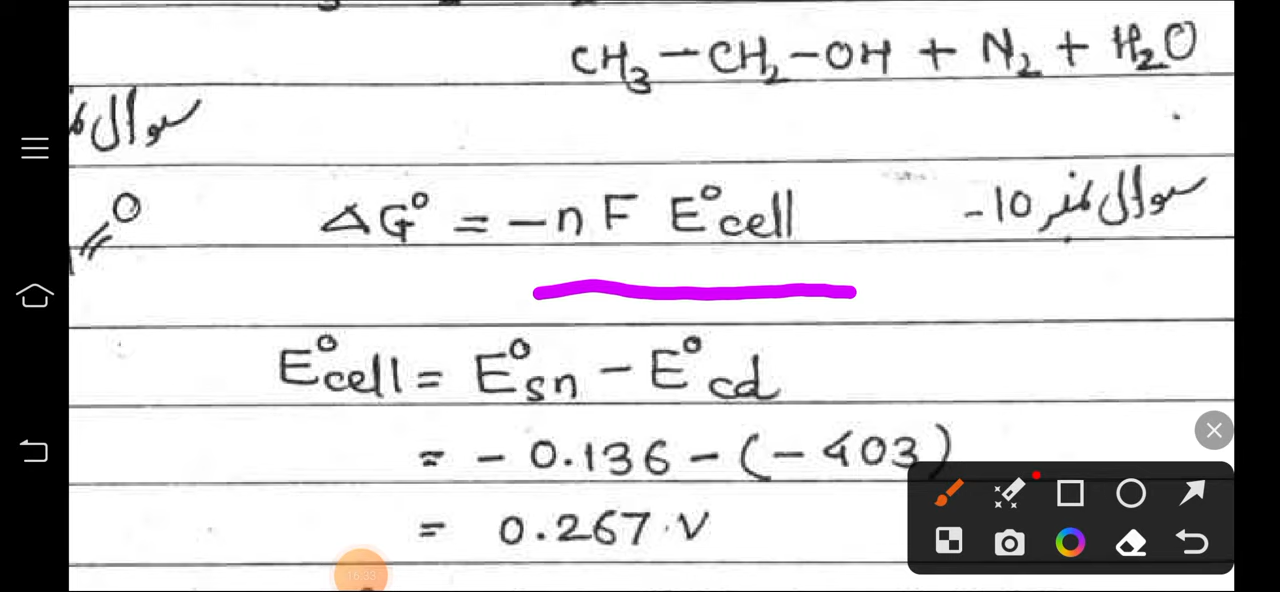 CH₃-CH₂-OH + N₂ + H₂O
سوال
سوال نمبر 10-
ΔG° = -n F E°cell
E°cell = E°sn - E°cd
= - 0.136 - (- 403)
= 0.267 V